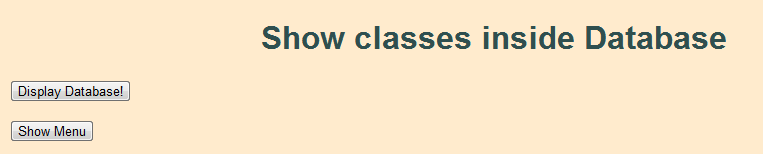 Show classes inside Database
Display Database!
Show Menu